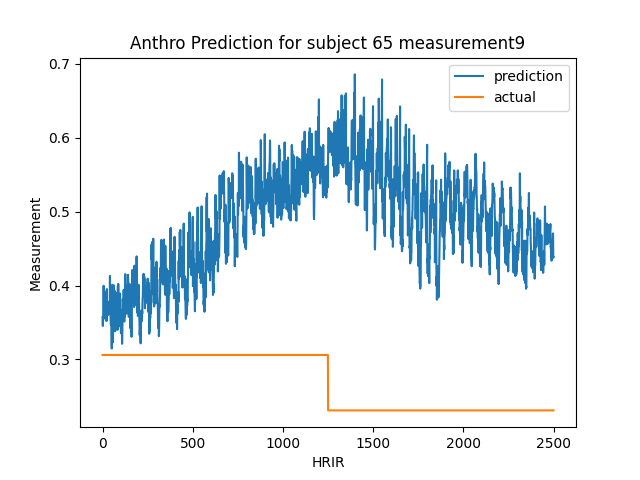 Anthro Prediction for subject 65 measurement9
prediction
actual
0.7
0.6
0.5
0.4
0.3
Measurement
0
500
1000
1500
2000
2500
HRIR